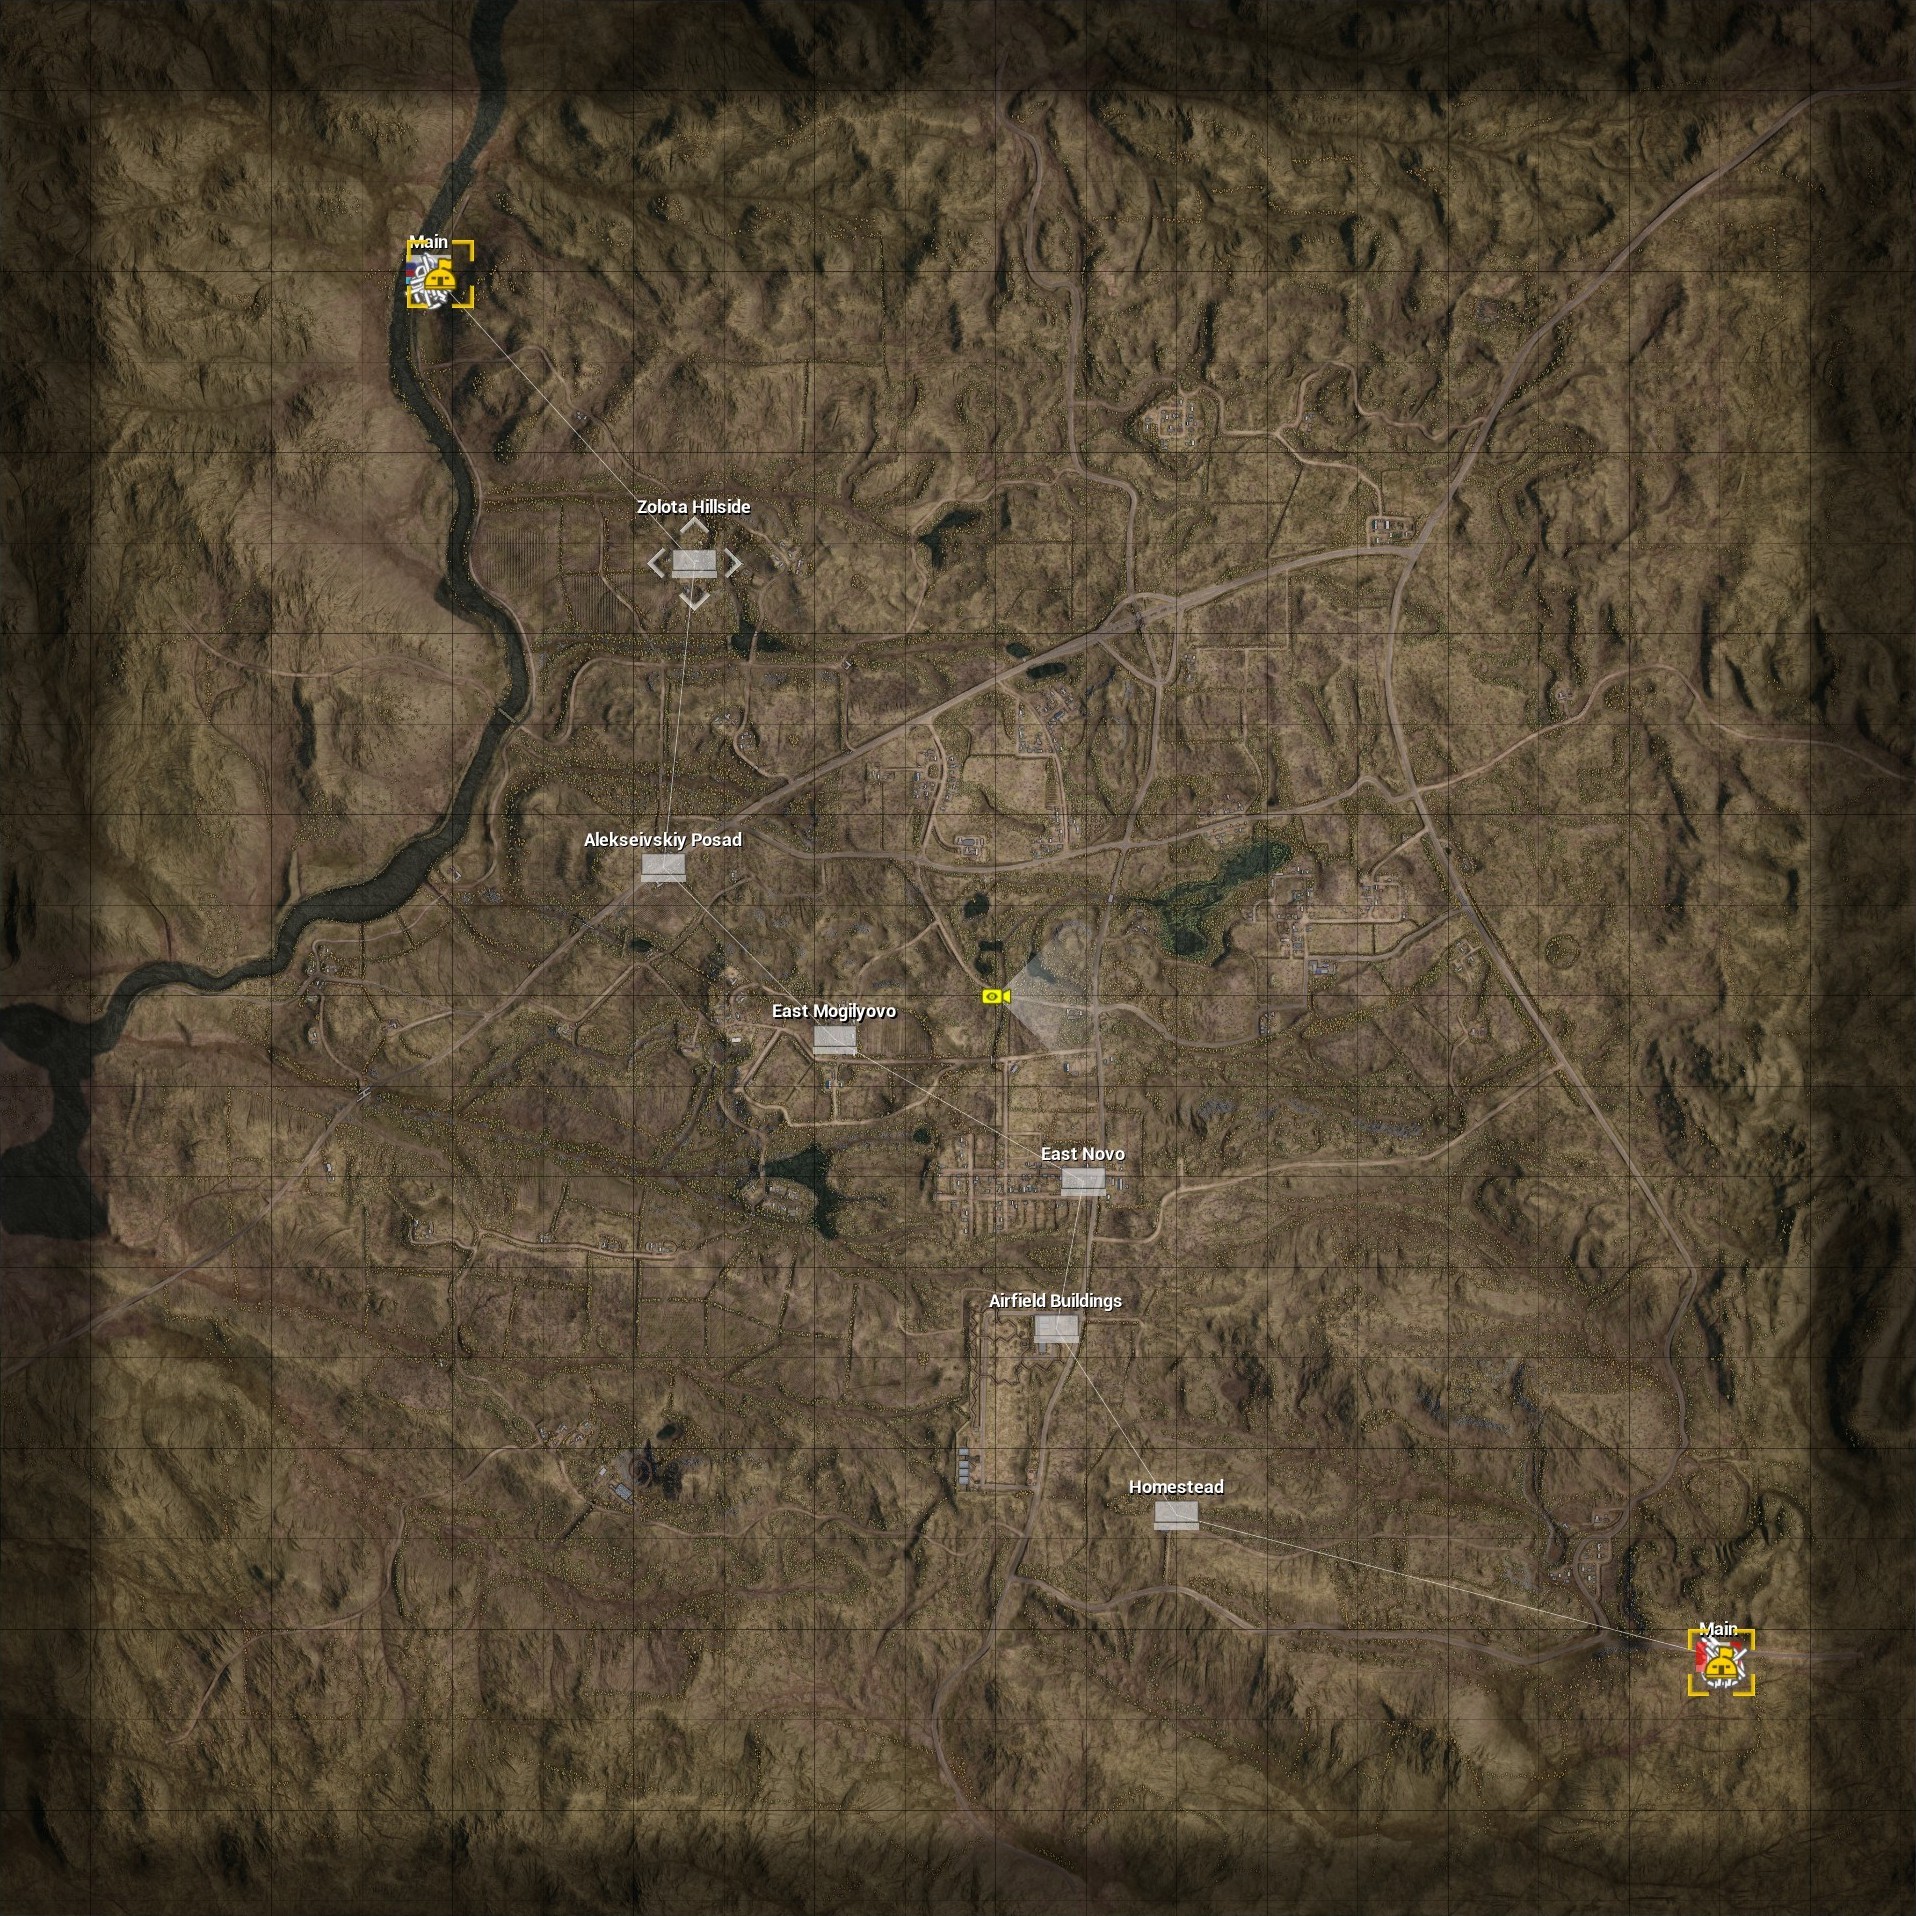 Main
Zolota Hillside
Alekseivskiy Posad
East Mogilyovo
East Novo
Airfield Buildings
Homestead
Main